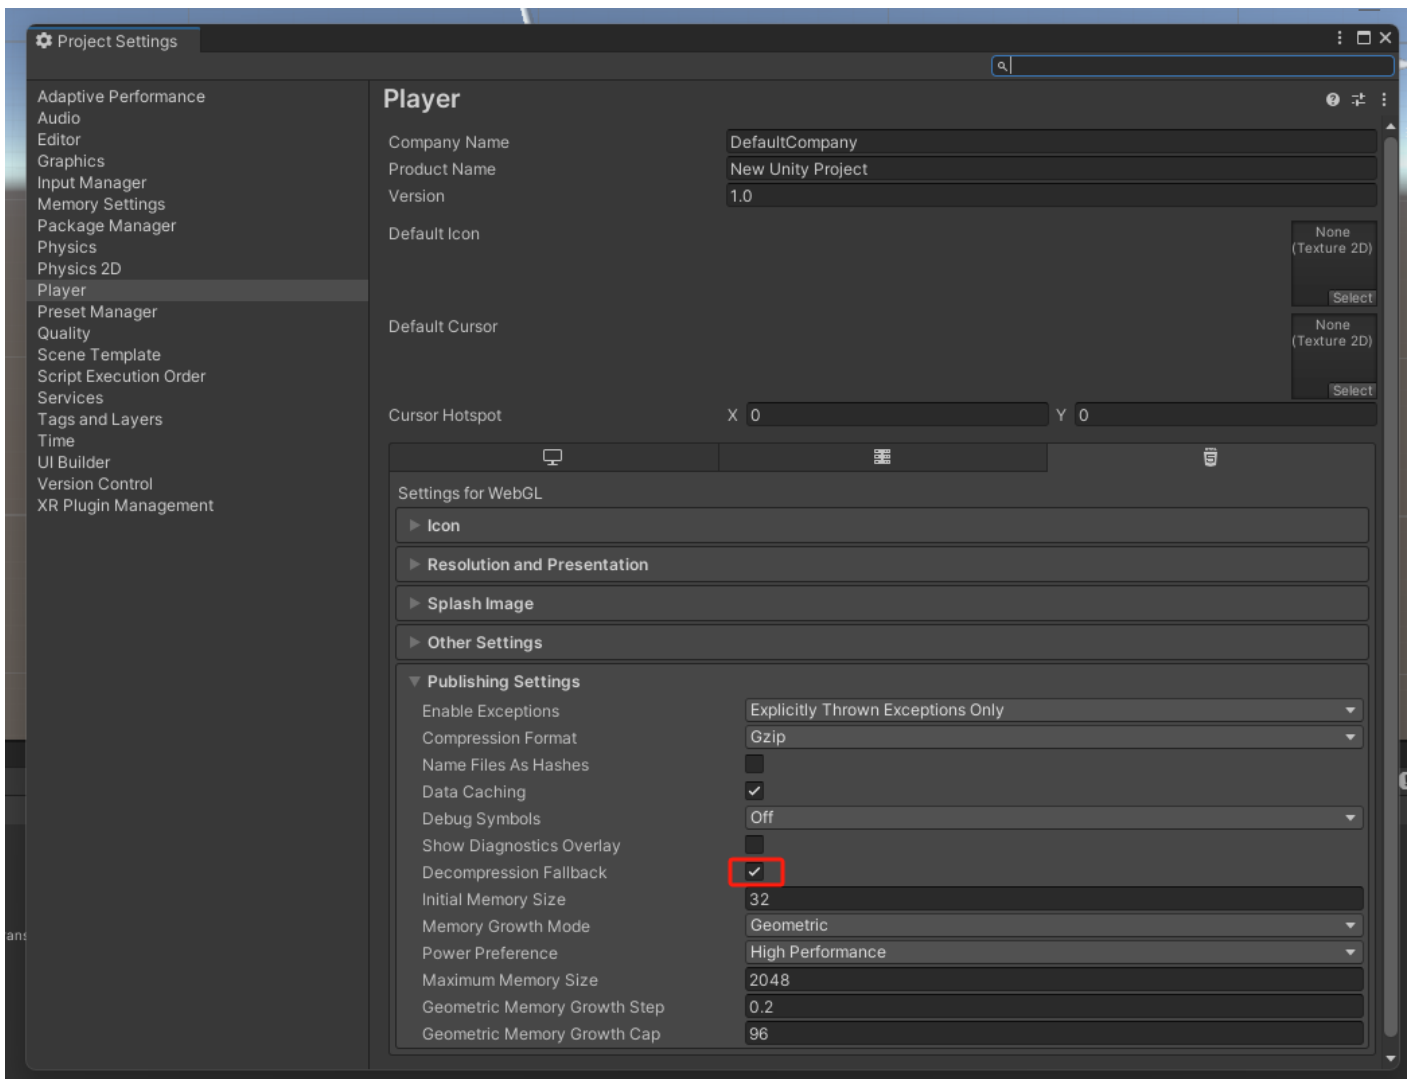 Project Settings
Adaptive Performance
Audio
Editor
Graphics
Input Manager
Memory Settings
Package Manager
Physics
Physics 2D
Player
Preset Manager
Quality
Scene Template
Script Execution Order
Services
Tags and Layers
Time
UI Builder
Version Control
XR Plugin Management
Player
Company Name DefaultCompany
Product Name New Unity Project
Version 1.0
Default Icon
None
(Texture 2D)
Select
Default Cursor
None
(Texture 2D)
Select
Cursor Hotspot X 0 Y 0
Settings for WebGL
Icon
Resolution and Presentation
Splash Image
Other Settings
Publishing Settings
Enable Exceptions Explicitly Thrown Exceptions Only
Compression Format Gzip
Name Files As Hashes
Data Caching
Debug Symbols Off
Show Diagnostics Overlay
Decompression Fallback
Initial Memory Size 32
Memory Growth Mode Geometric
Power Preference High Performance
Maximum Memory Size 2048
Geometric Memory Growth Step 0.2
Geometric Memory Growth Cap 96